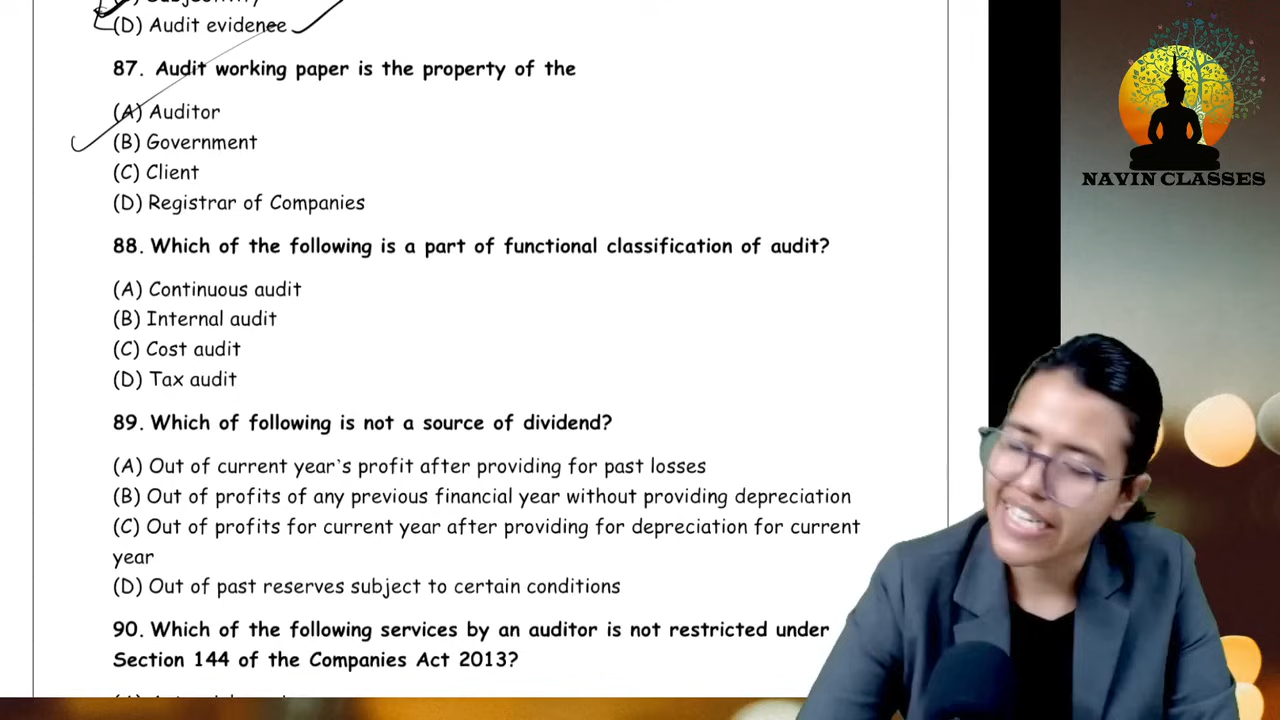 (D) Audit evidence
87. Audit working paper is the property of the
(A) Auditor
(B) Government
(C) Client
(D) Registrar of Companies
88. Which of the following is a part of functional classification of audit?
(A) Continuous audit
(B) Internal audit
(C) Cost audit
(D) Tax audit
89. Which of following is not a source of dividend?
(A) Out of current year's profit after providing for past losses
(B) Out of profits of any previous financial year without providing depreciation
(C) Out of profits for current year after providing for depreciation for current
year
(D) Out of past reserves subject to certain conditions
90. Which of the following services by an auditor is not restricted under
Section 144 of the Companies Act 2013?
NAVIN CLASSES